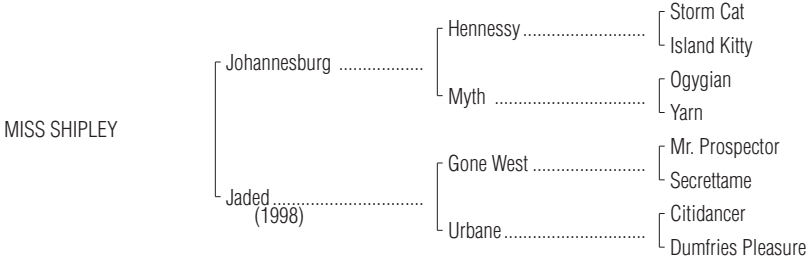 Storm Cat
Hennessy ..........................
Island Kitty
Johannesburg ..................
Ogygian
Myth ................................
Yarn
MISS SHIPLEY
Mr. Prospector
Gone West ........................
Secrettame
Jaded ................................
(1998)
Citidancer
Urbane ..............................
Dumfries Pleasure